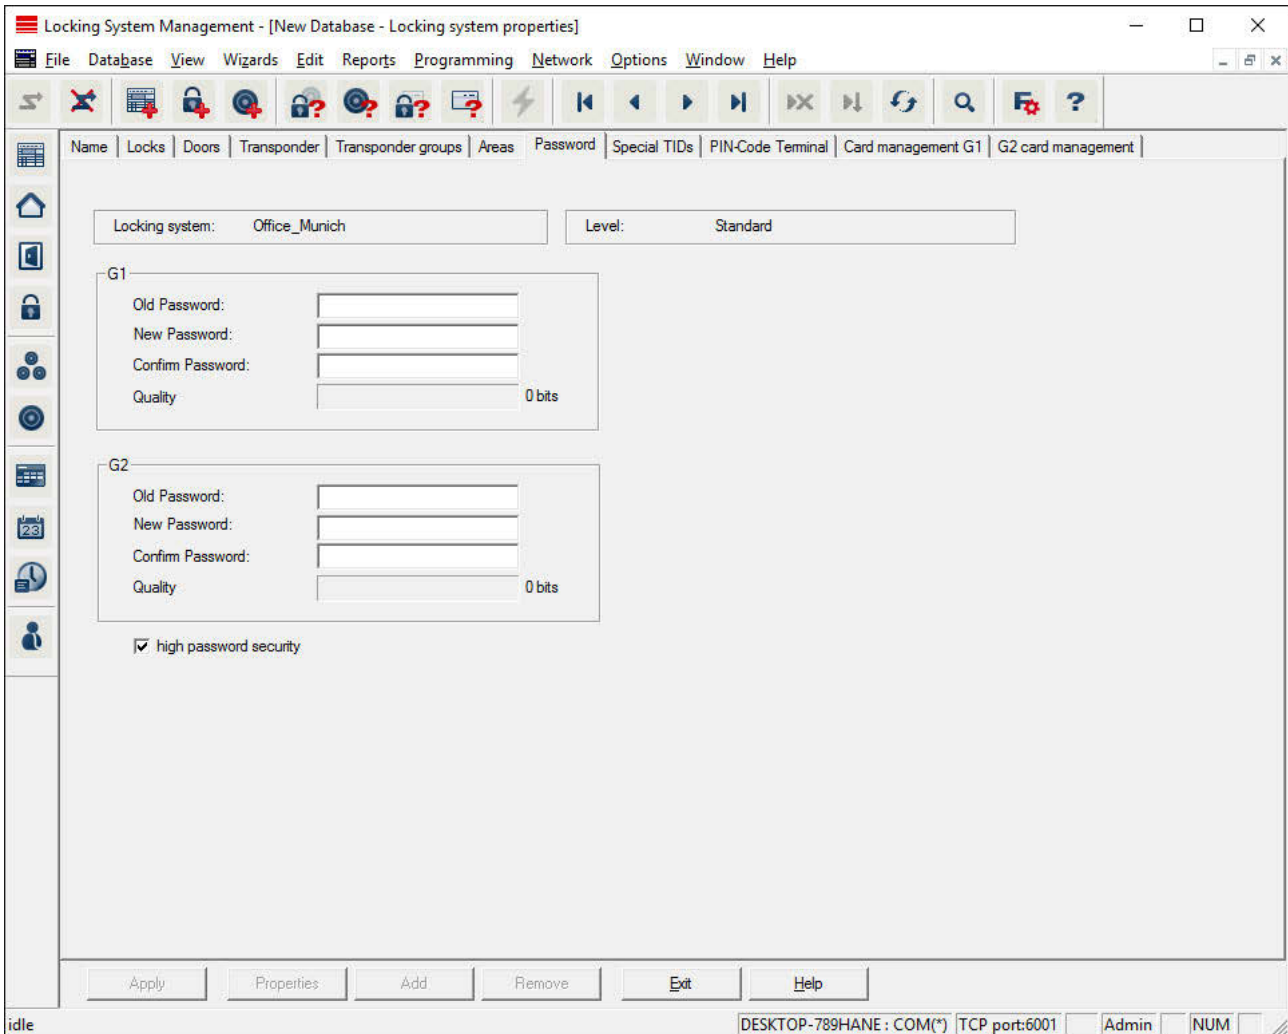 Locking System Management - [New Database - Locking system properties]
File Database View Wizards Edit Reports Programming Network Options Window Help
Name Locks Doors Transponder Transponder groups Areas Password Special TIDs PIN-Code Terminal Card management G1 G2 card management
Locking system: Office_Munich Level: Standard
G1
Old Password:
New Password:
Confirm Password:
Quality 0 bits
G2
Old Password:
New Password:
Confirm Password:
Quality 0 bits
high password security
23
Apply Properties Add Remove Exit Help
idle DESKTOP-789HANE : COM(*) TCP port:6001 Admin NUM